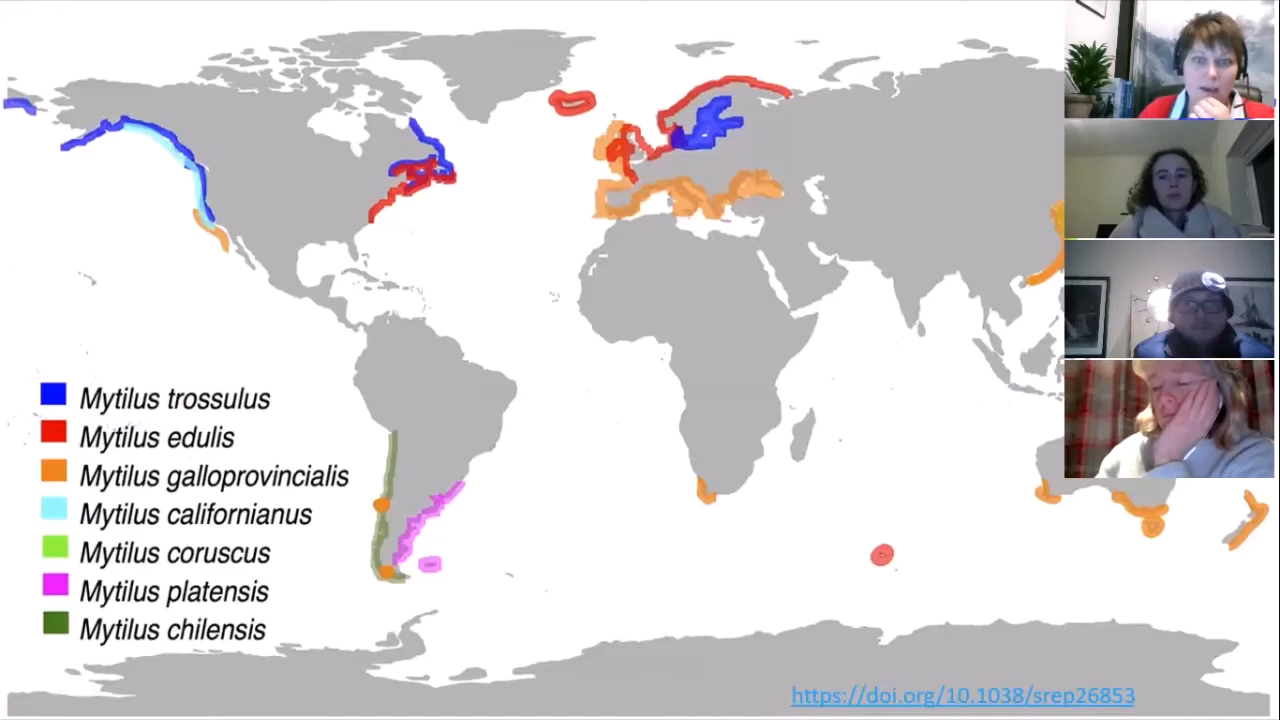 Mytilus trossulus
Mytilus edulis
Mytilus galloprovincialis
Mytilus californianus
Mytilus coruscus
Mytilus platensis
Mytilus chilensis
https://doi.org/10.1038/srep26853